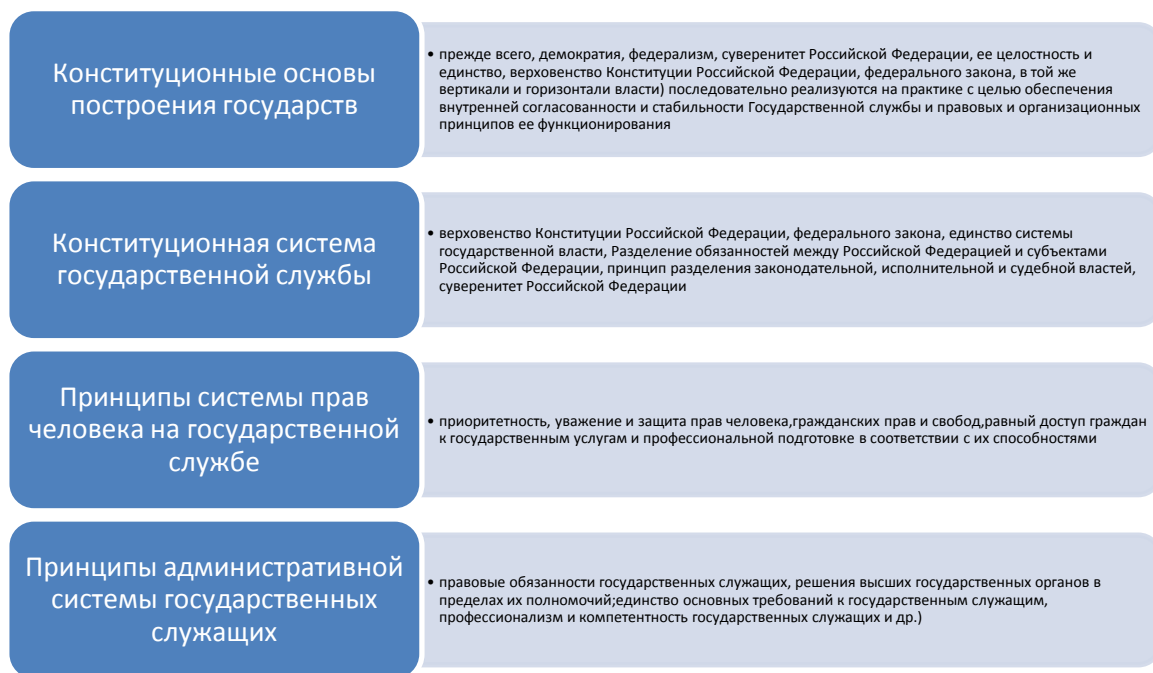 Конституционные основы
построения государств
• прежде всего, демократия, федерализм, суверенитет Российской Федерации, ее целостность и
единство, верховенство Конституции Российской Федерации, федерального закона, в той же
вертикали и горизонтали власти) последовательно реализуются на практике с целью обеспечения
внутренней согласованности и стабильности Государственной службы и правовых и организационных
принципов ее функционирования
Конституционная система
государственной службы
• верховенство Конституции Российской Федерации, федерального закона, единство системы
государственной власти, Разделение обязанностей между Российской Федерацией и субъектами
Российской Федерации, принцип разделения законодательной, исполнительной и судебной властей,
суверенитет Российской Федерации
Принципы системы прав
человека на государственной
службе
• приоритетность, уважение и защита прав человека,гражданских прав и свобод,равный доступ граждан
к государственным услугам и профессиональной подготовке в соответствии с их способностями
Принципы административной
системы государственных
служащих
• правовые обязанности государственных служащих, решения высших государственных органов в
пределах их полномочий;единство основных требований к государственным служащим,
профессионализм и компетентность государственных служащих и др.)